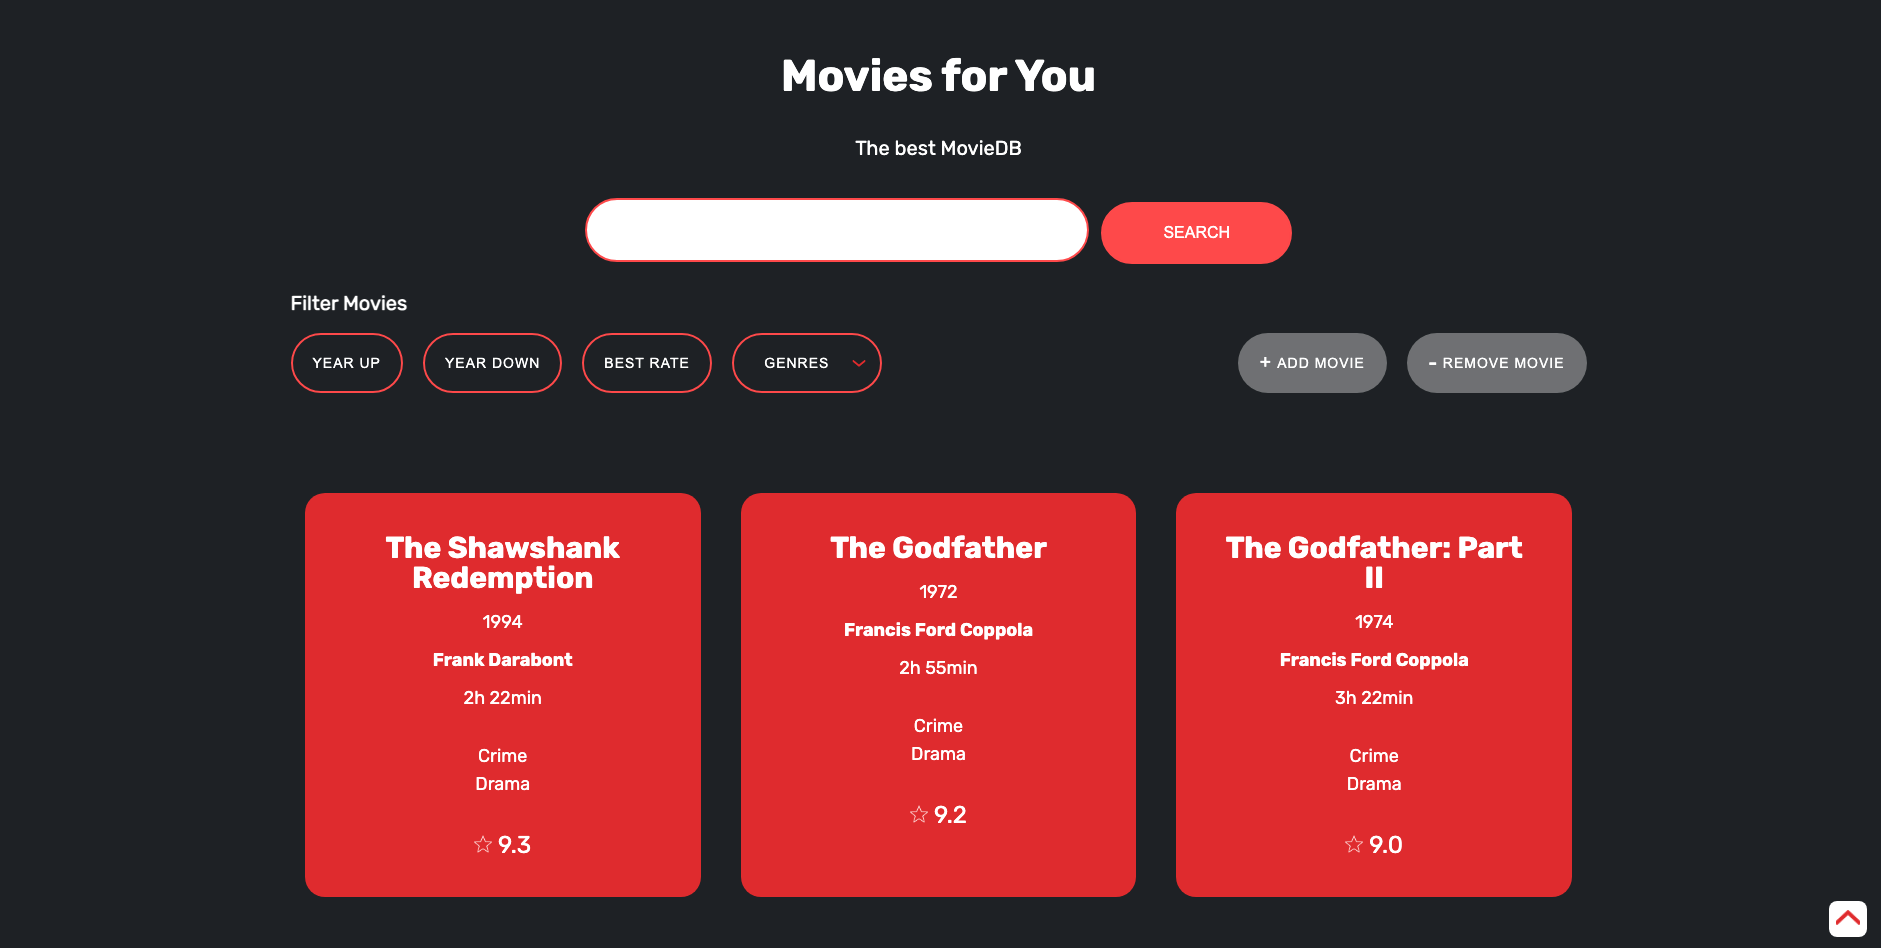 Movies for You
The best MovieDB
SEARCH
Filter Movies
YEAR UP
YEAR DOWN
BEST RATE
GENRES
+ ADD MOVIE
- REMOVE MOVIE
The Shawshank
Redemption
1994
Frank Darabont
2h 22min
Crime
Drama
9.3
The Godfather
1972
Francis Ford Coppola
2h 55min
Crime
Drama
9.2
The Godfather: Part
II
1974
Francis Ford Coppola
3h 22min
Crime
Drama
9.0